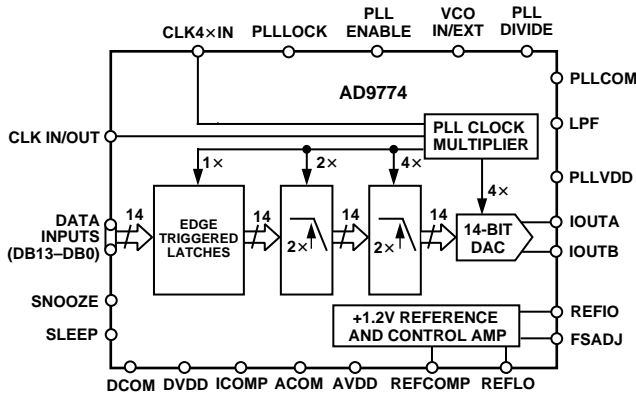 CLK4×IN
PLLLOCK
PLL
ENABLE
VCO
IN/EXT
PLL
DIVIDE
AD9774
PLLCOM
LPF
PLLVDD
IOUTA
IOUTB
REFIO
FSADJ
CLK IN/OUT
DATA
INPUTS
(DB13–DB0)
SNOOZE
SLEEP
PLL CLOCK
MULTIPLIER
1×
2×
4×
4×
14
EDGE
TRIGGERED
LATCHES
14
2×
14
2×
14
14-BIT
DAC
+1.2V REFERENCE
AND CONTROL AMP
DCOM
DVDD
ICOMP
ACOM
AVDD
REFCOMP
REFLO